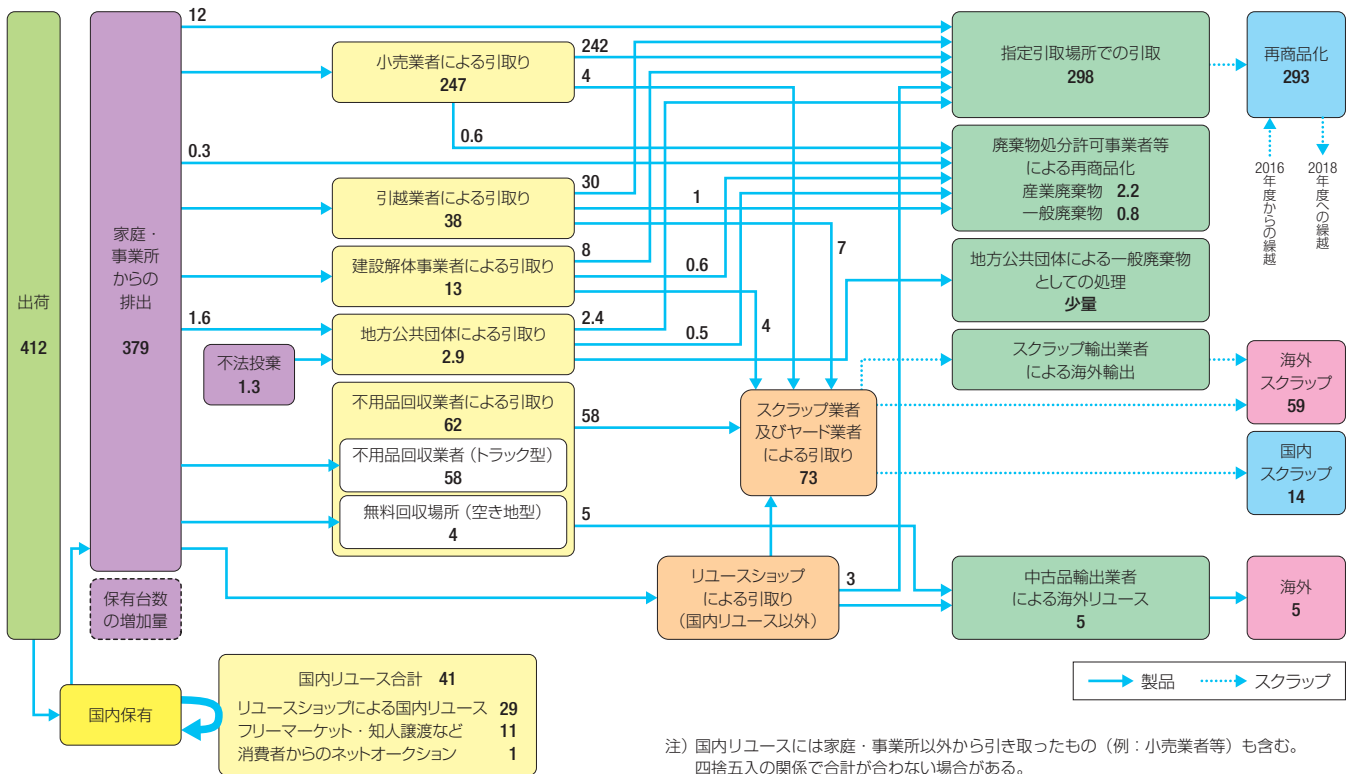 出荷
412
家庭・
事業所
からの
排出
379
保有台数
の増加量
国内保有
12
小売業者による引取り
247
242
4
0.6
0.3
引越業者による引取り
38
30
1
7
建設解体事業者による引取り
13
8
0.6
4
1.6
地方公共団体による引取り
2.9
2.4
0.5
不法投棄
1.3
不用品回収業者による引取り
62
58
不用品回収業者（トラック型）
58
無料回収場所（空き地型）
4
5
スクラップ業者
及びヤード業者
による引取り
73
リユースショップ
による引取り
（国内リユース以外）
3
指定引取場所での引取
298
廃棄物処分許可事業者等
による再商品化
産業廃棄物 2.2
一般廃棄物 0.8
地方公共団体による一般廃棄物
としての処理
少量
スクラップ輸出業者
による海外輸出
中古品輸出業者
による海外リユース
5
再商品化
293
2016年度からの繰越
2018年度への繰越
海外
スクラップ
59
国内
スクラップ
14
海外
5
国内リユース合計 41
リユースショップによる国内リユース 29
フリーマーケット・知人譲渡など 11
消費者からのネットオークション 1
製品 スクラップ
注）国内リユースには家庭・事業所以外から引き取ったもの（例：小売業者等）も含む。
四捨五入の関係で合計が合わない場合がある。